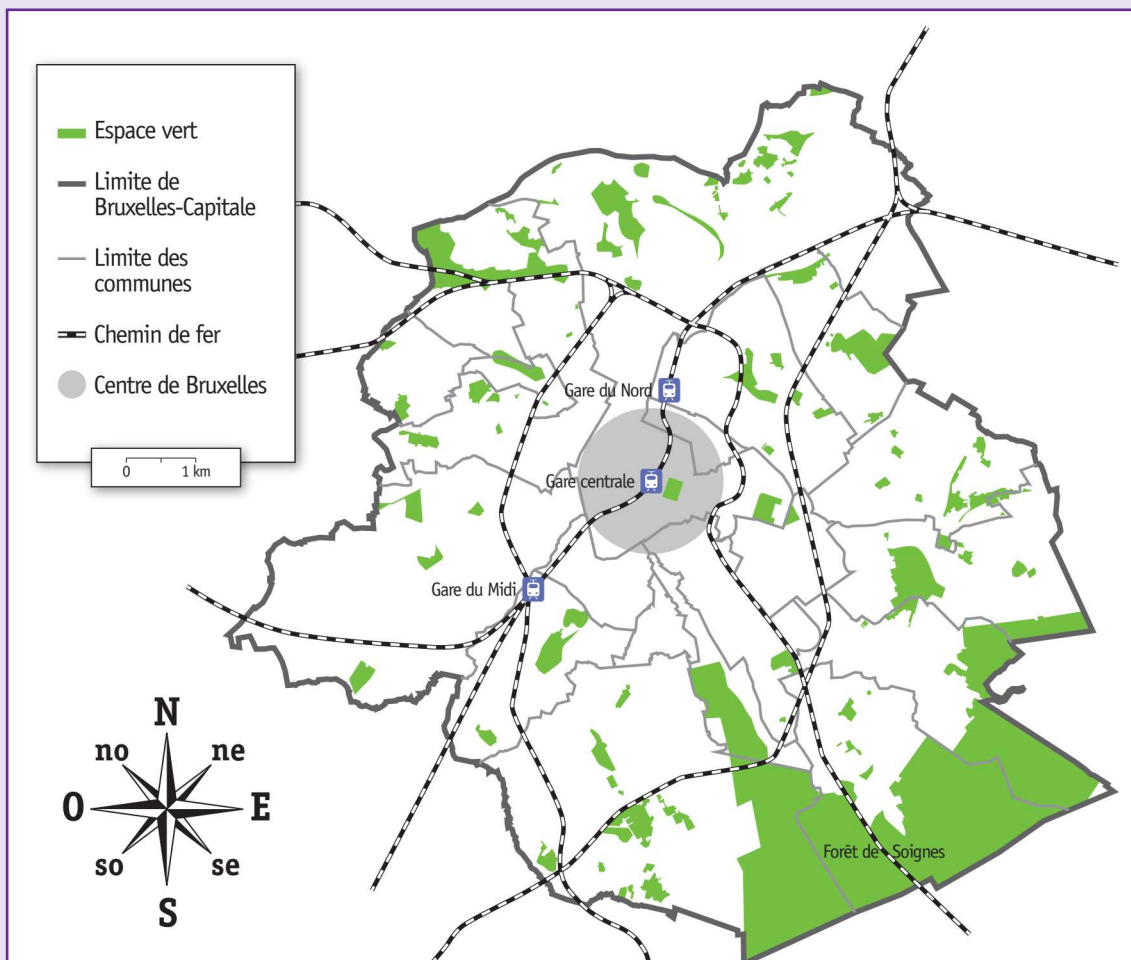 Espace vert
Limite de
Bruxelles-Capitale
Limite des
communes
Chemin de fer
Centre de Bruxelles
0 1 km
Gare du Nord
Gare centrale
Gare du Midi
Forêt de Soignes
N
no ne
O E
so se
S